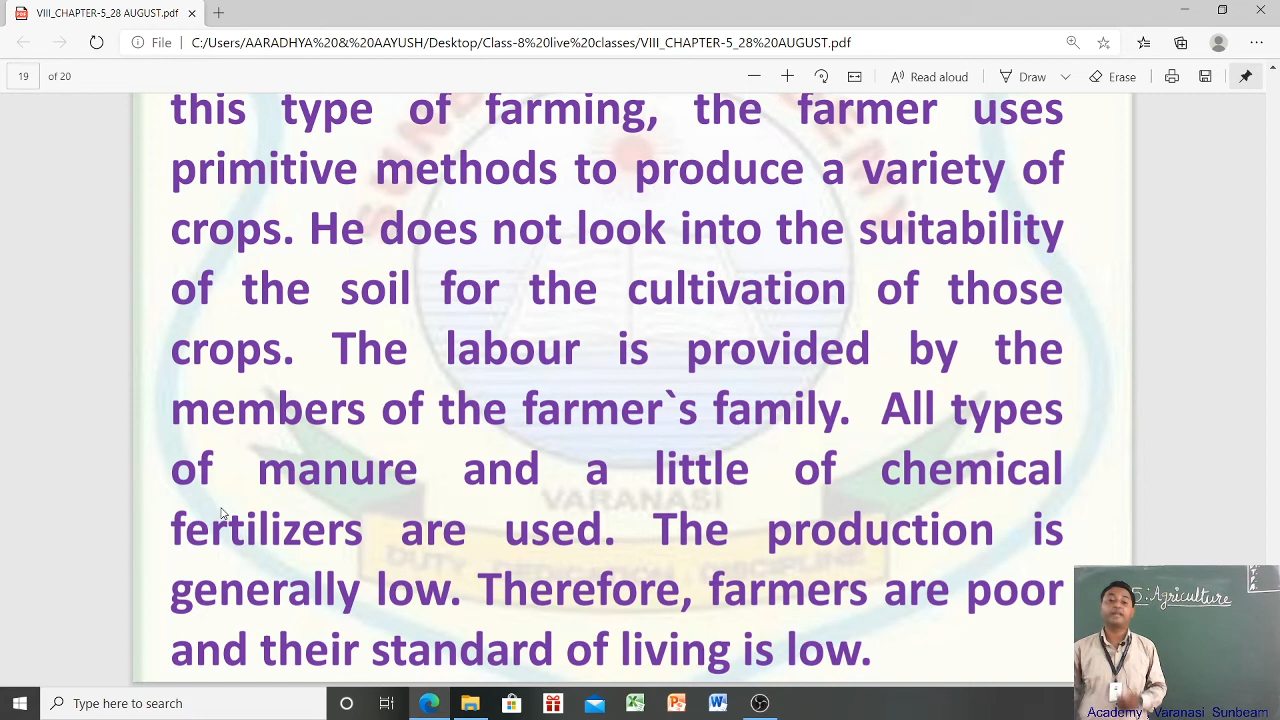 VIII_CHAPTER-5_28 AUGUST.pdf
File C:/Users/AARADHYA%20&%20AAYUSH/Desktop/Class-8%20live%20classes/VIII_CHAPTER-5_28%20AUGUST.pdf
19 of 20
Read aloud Draw Erase
this type of farming, the farmer uses
primitive methods to produce a variety of
crops. He does not look into the suitability
of the soil for the cultivation of those
crops. The labour is provided by the
members of the farmer`s family. All types
of manure and a little of chemical
VARANASI
fertilizers are used. The production is
DUTY DEDICATION DISCIPLINE
generally low. Therefore, farmers are poor
and their standard of living is low.
5:Agriculture
Type here to search
Academy , Varanasi Sunbeam